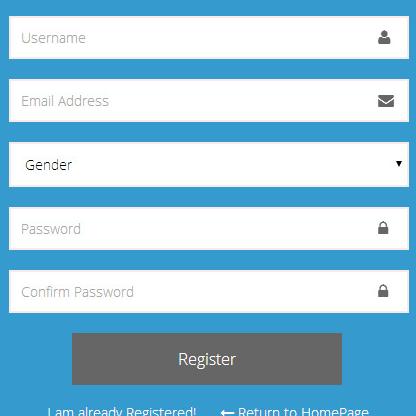 Username
Email Address
Gender
Password
Confirm Password
Register
I am already Registered! Return to HomePage